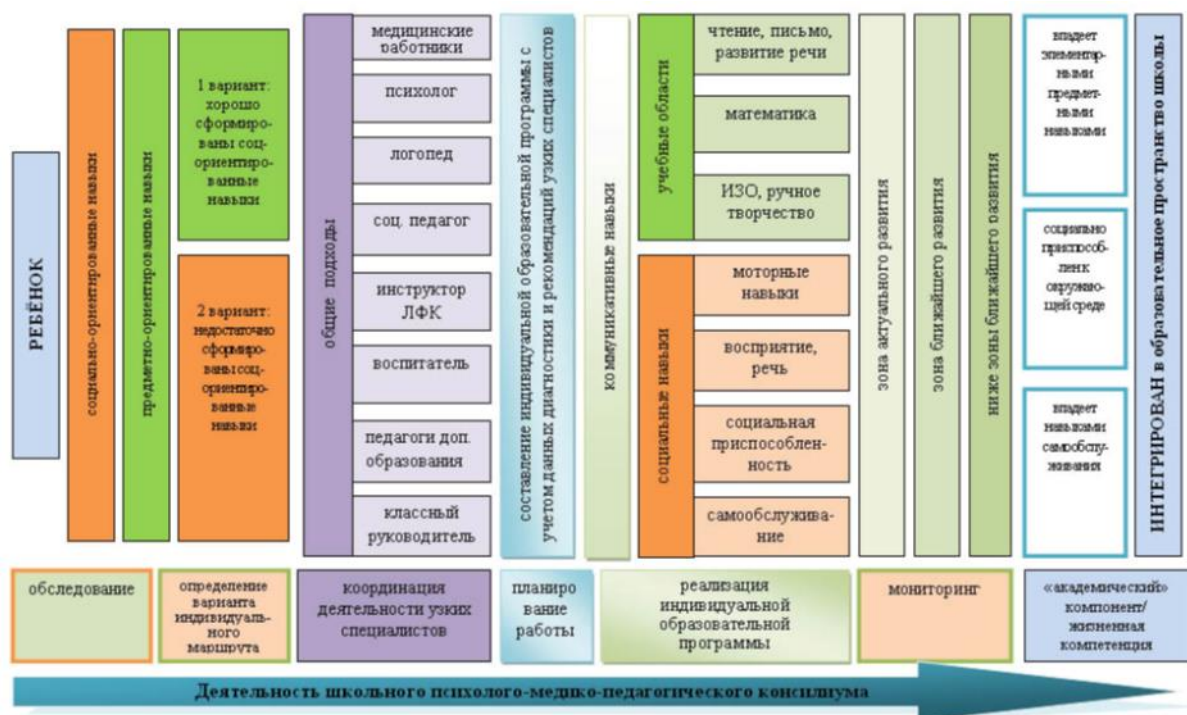 РЕБЁНОК
социально-ориентированные навыки
предметно-ориентированные навыки
1 вариант:
хорошо
сформиро-
ваны соц-
ориентиро-
ванные
навыки
2 вариант:
недостаточно
сформиро-
ваны соц-
ориентиро-
ванные
навыки
общие подходы
медицинские
работники
психолог
логопед
соц. педагог
инструктор
ЛФК
воспитатель
педагоги доп.
образования
классный
руководитель
составление индивидуальной образовательной программы с
учетом данных диагностики и рекомендаций узких специалистов
коммуникативные навыки
учебные области
чтение, письмо,
развитие речи
математика
ИЗО, ручное
творчество
социальные навыки
моторные
навыки
восприятие,
речь
социальная
приспособлен-
ность
самообслужива-
ние
зона актуального развития
зона ближайшего развития
ниже зоны ближайшего развития
владеет
элементар-
ными
предмет-
ными
навыками
социально
приспособ-
лен к
окружаю-
щей среде
владеет
навыками
самообслу-
живания
ИНТЕГРИРОВАН в образовательное пространство школы
обследование
определение
варианта
индивидуаль-
ного
маршрута
координация
деятельности узких
специалистов
планиро
вание
работы
реализация
индивидуальной
образовательной
программы
мониторинг
«академический»
компонент/
жизненная
компетенция
Деятельность школьного психолого-медико-педагогического консилиума